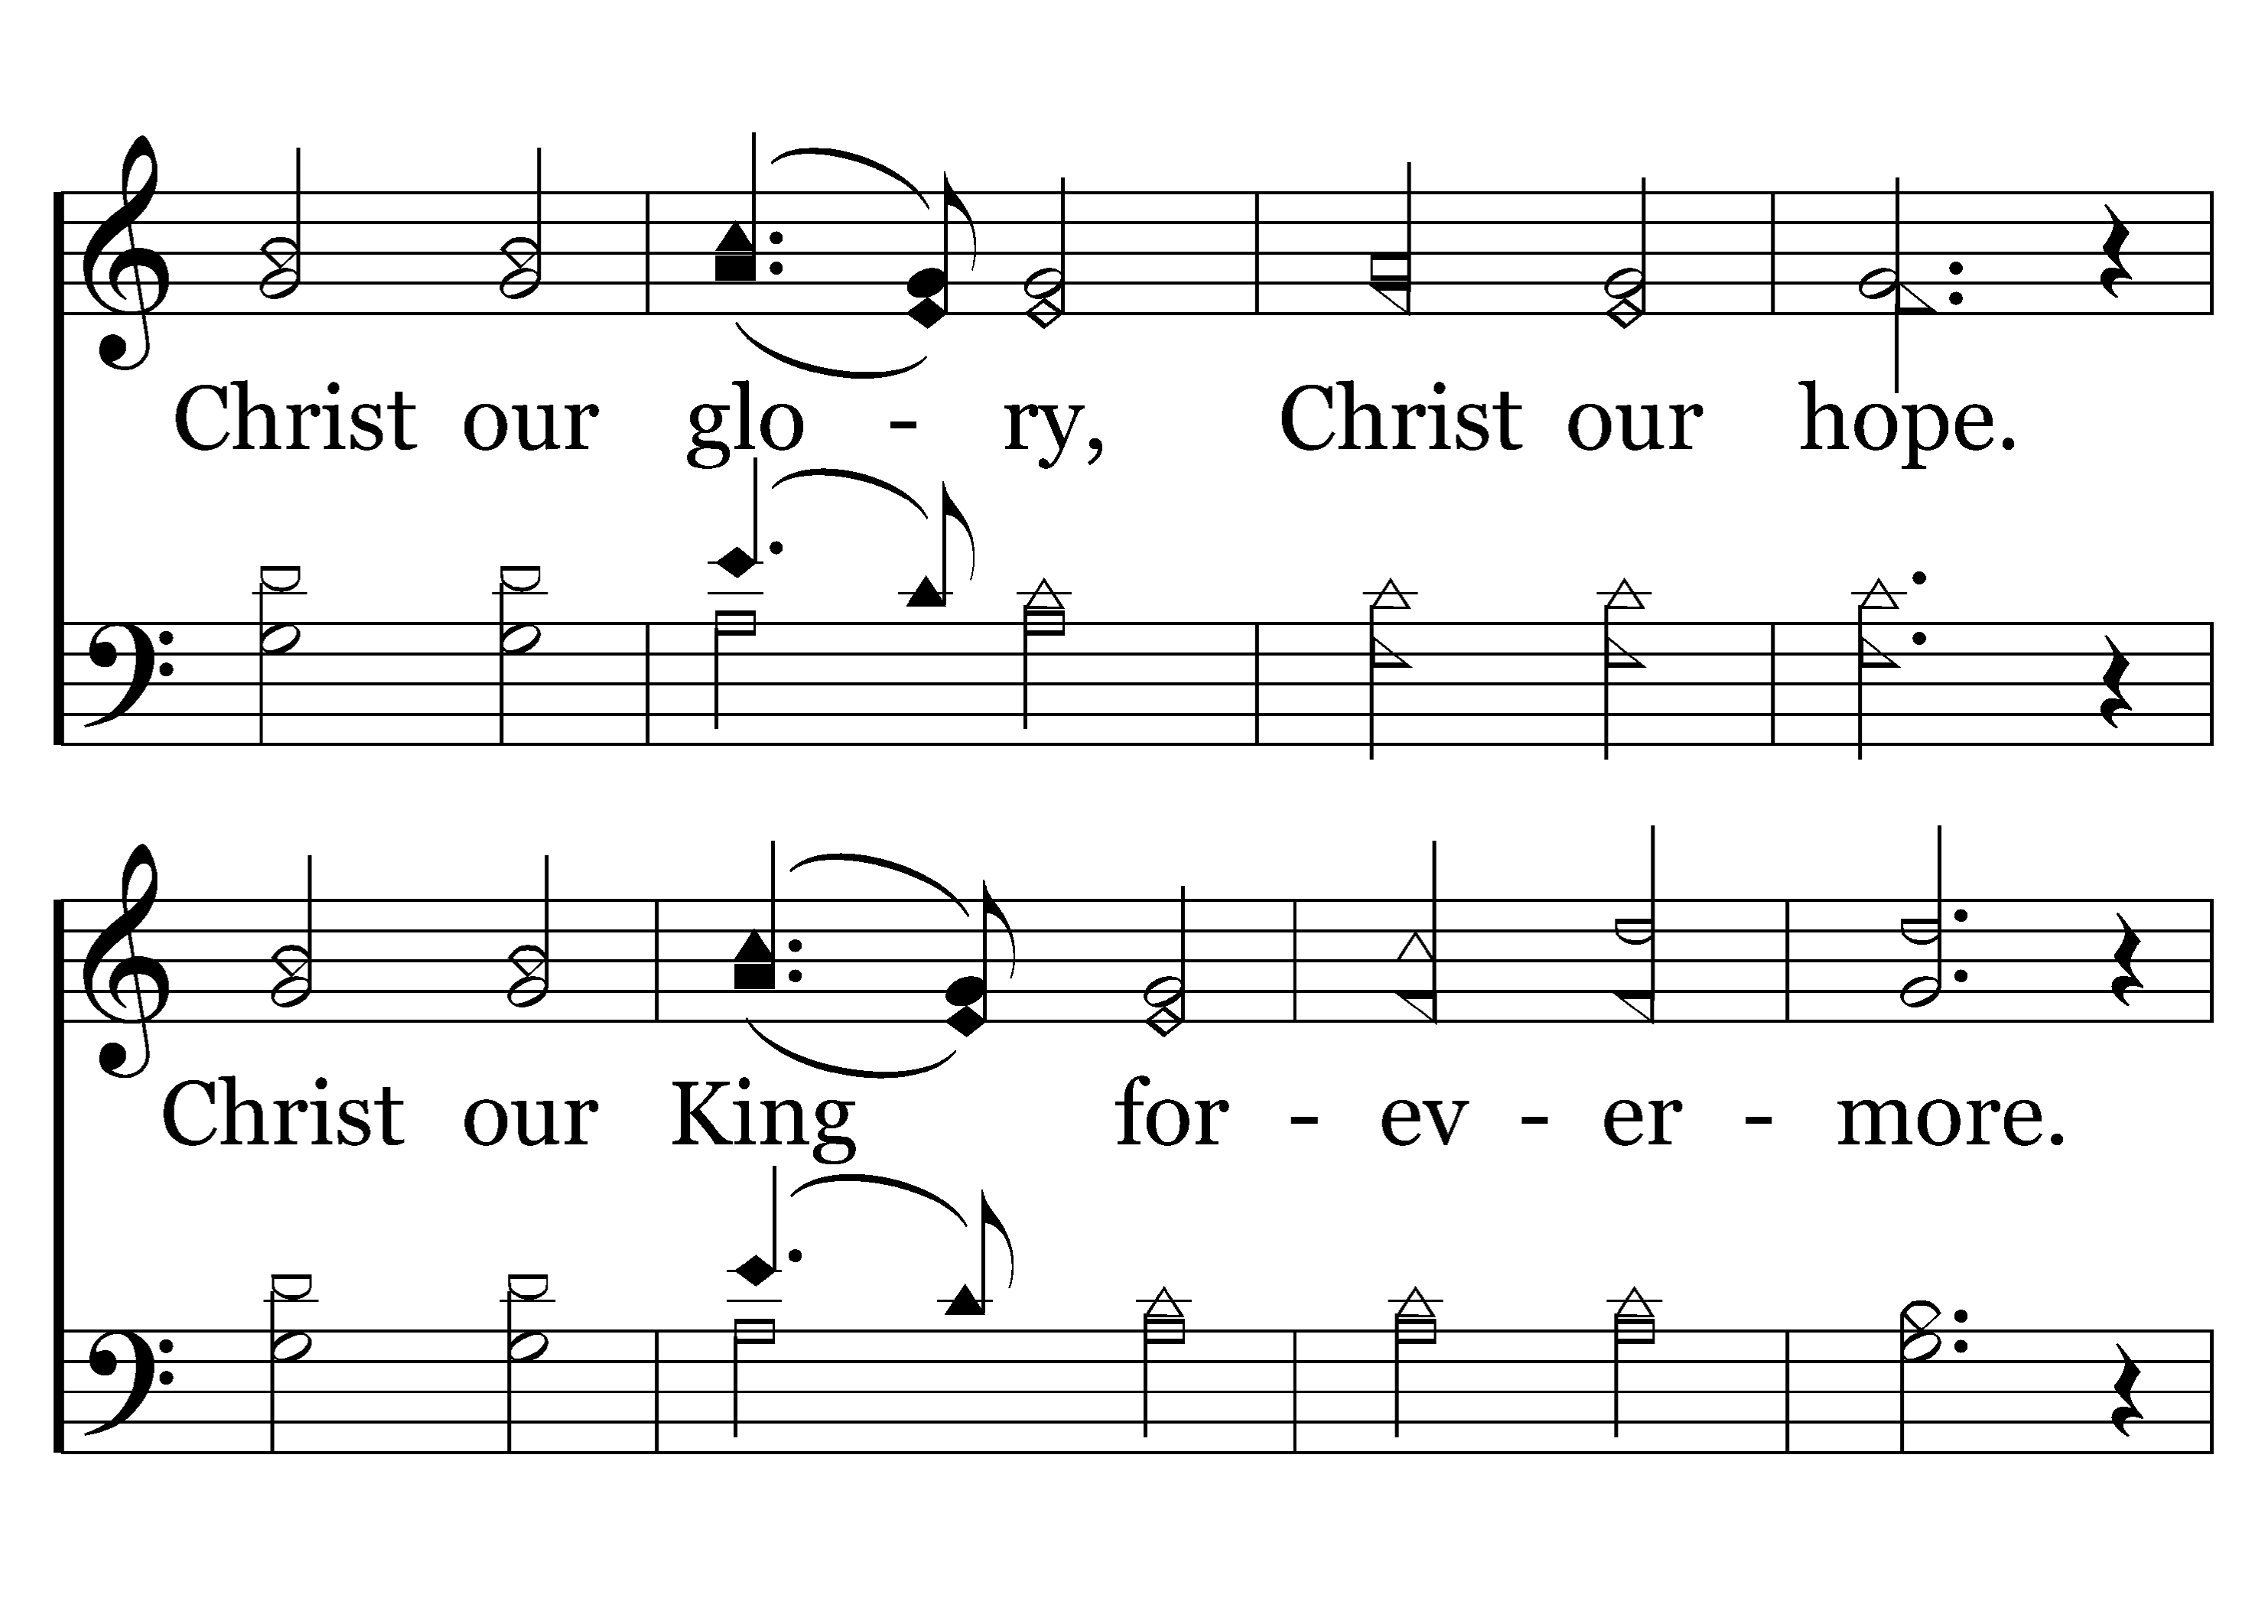 Christ our glo - ry, Christ our hope.
Christ our King for - ev - er - more.